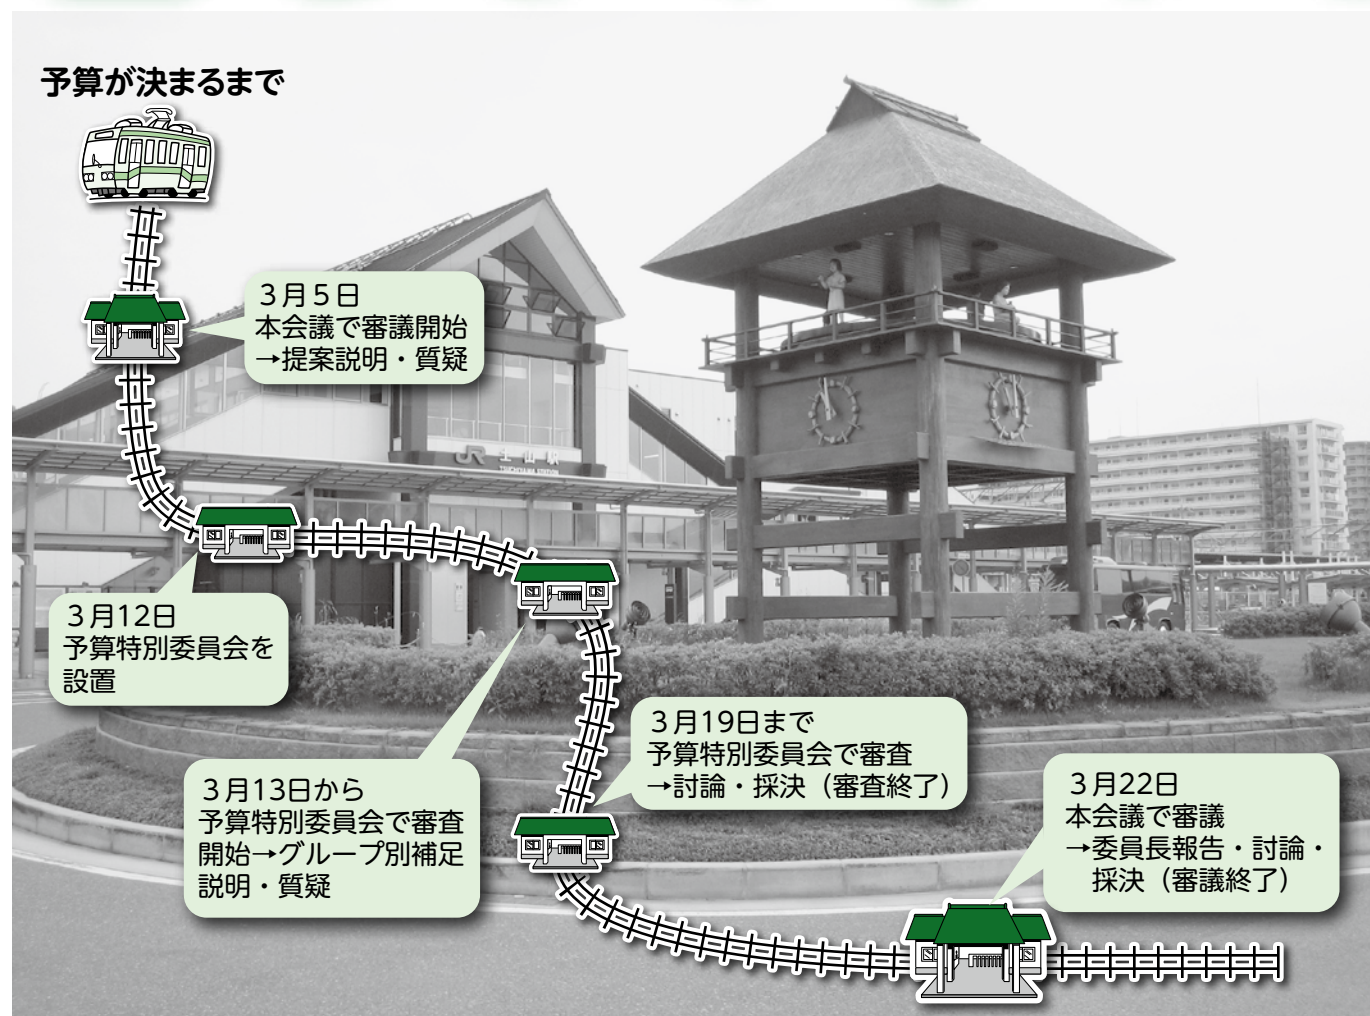 予算が決まるまで
３月５日
本会議で審議開始
→提案説明・質疑
３月12日
予算特別委員会を
設置
３月13日から
予算特別委員会で審査
開始→グループ別補足
説明・質疑
３月19日まで
予算特別委員会で審査
→討論・採決（審査終了）
３月22日
本会議で審議
→委員長報告・討論・
採決（審議終了）
JR 土山駅
TSUCHIYAMA STATION